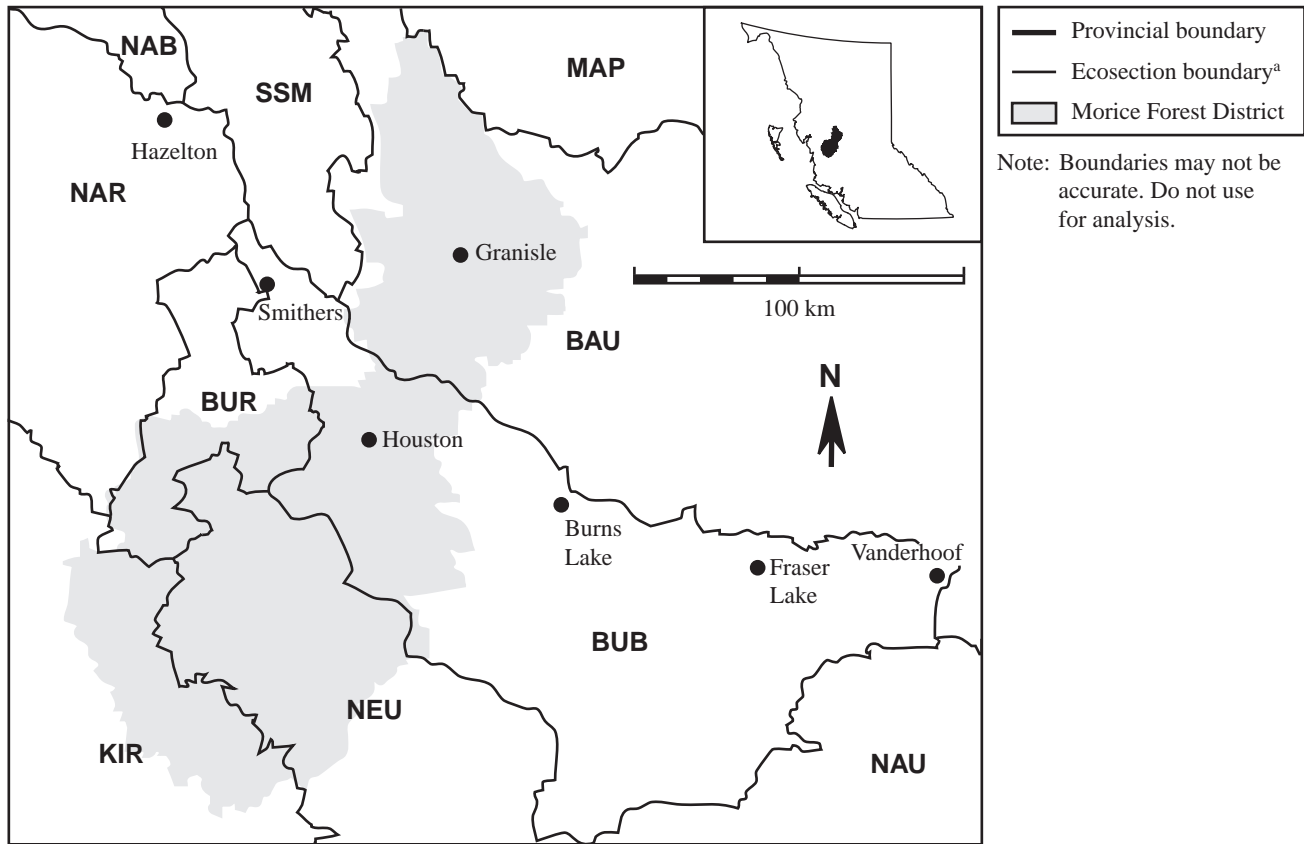 NAB
MAP
SSM
Hazelton
NAR
Granisle
Smithers
100 km
BAU
N
BUR
Houston
Burns
Lake
Vanderhoof
Fraser
Lake
BUB
NEU
KIR
NAU
Provincial boundary
Ecosection boundaryᵃ
Morice Forest District
Note: Boundaries may not be
accurate. Do not use
for analysis.